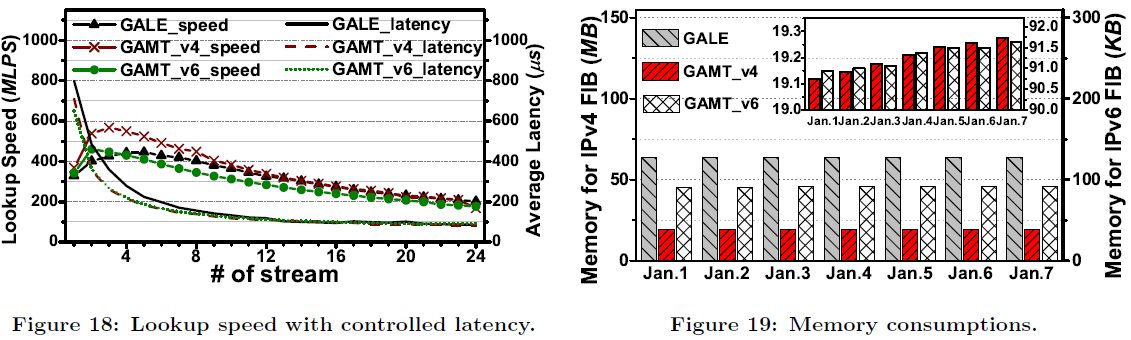 GALE_speed GALE_latency
GAMT_v4_speed GAMT_v4_latency
GAMT_v6_speed GAMT_v6_latency
Lookup Speed (MLPS)
1000
800
600
400
200
0
1000
800
600
400
200
0
Average Laency (μs)
4 8 12 16 20 24
# of stream
Figure 18: Lookup speed with controlled latency.
Memory for IPv4 FIB (MB)
150
100
50
0
GALE
GAMT_v4
GAMT_v6
19.3
19.2
19.1
19.0
92.0
91.5
91.0
90.5
90.0
Jan.1 Jan.2 Jan.3 Jan.4 Jan.5 Jan.6 Jan.7
300
200
100
0
Memory for IPv6 FIB (KB)
Jan.1 Jan.2 Jan.3 Jan.4 Jan.5 Jan.6 Jan.7
Figure 19: Memory consumptions.